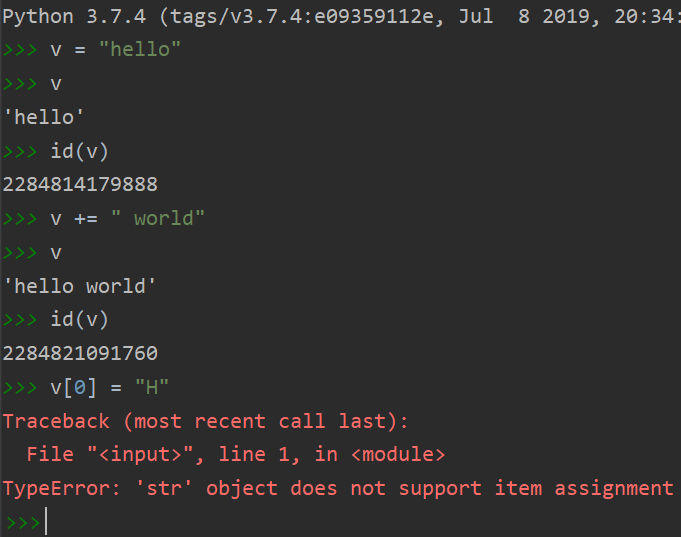 Python 3.7.4 (tags/v3.7.4:e09359112e, Jul  8 2019, 20:34:
>>> v = "hello"
>>> v
'hello'
>>> id(v)
2284814179888
>>> v += " world"
>>> v
'hello world'
>>> id(v)
2284821091760
>>> v[0] = "H"
Traceback (most recent call last):
  File "<input>", line 1, in <module>
TypeError: 'str' object does not support item assignment
>>>